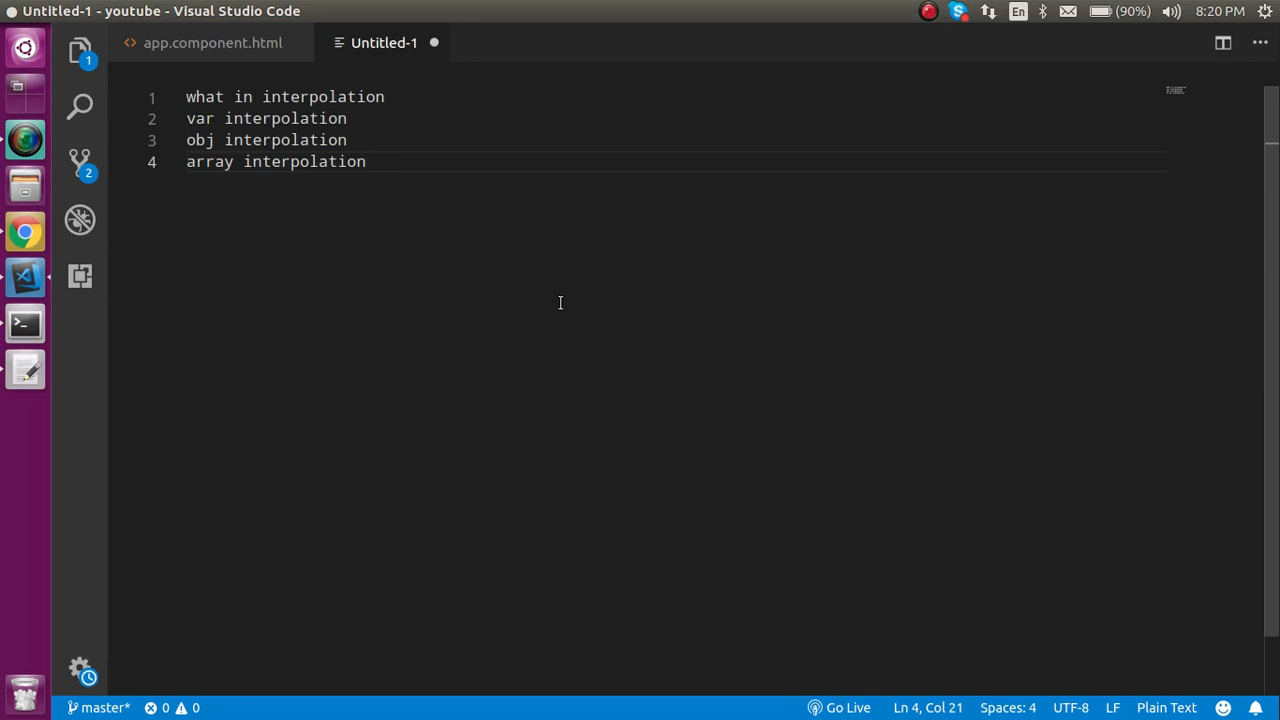 Untitled-1 - youtube - Visual Studio Code
En
(90%)
8:20 PM
app.component.html
Untitled-1
1
1 what in interpolation
2 var interpolation
3 obj interpolation
4 array interpolation
2
master*
0
0
Go Live
Ln 4, Col 21
Spaces: 4
UTF-8
LF
Plain Text